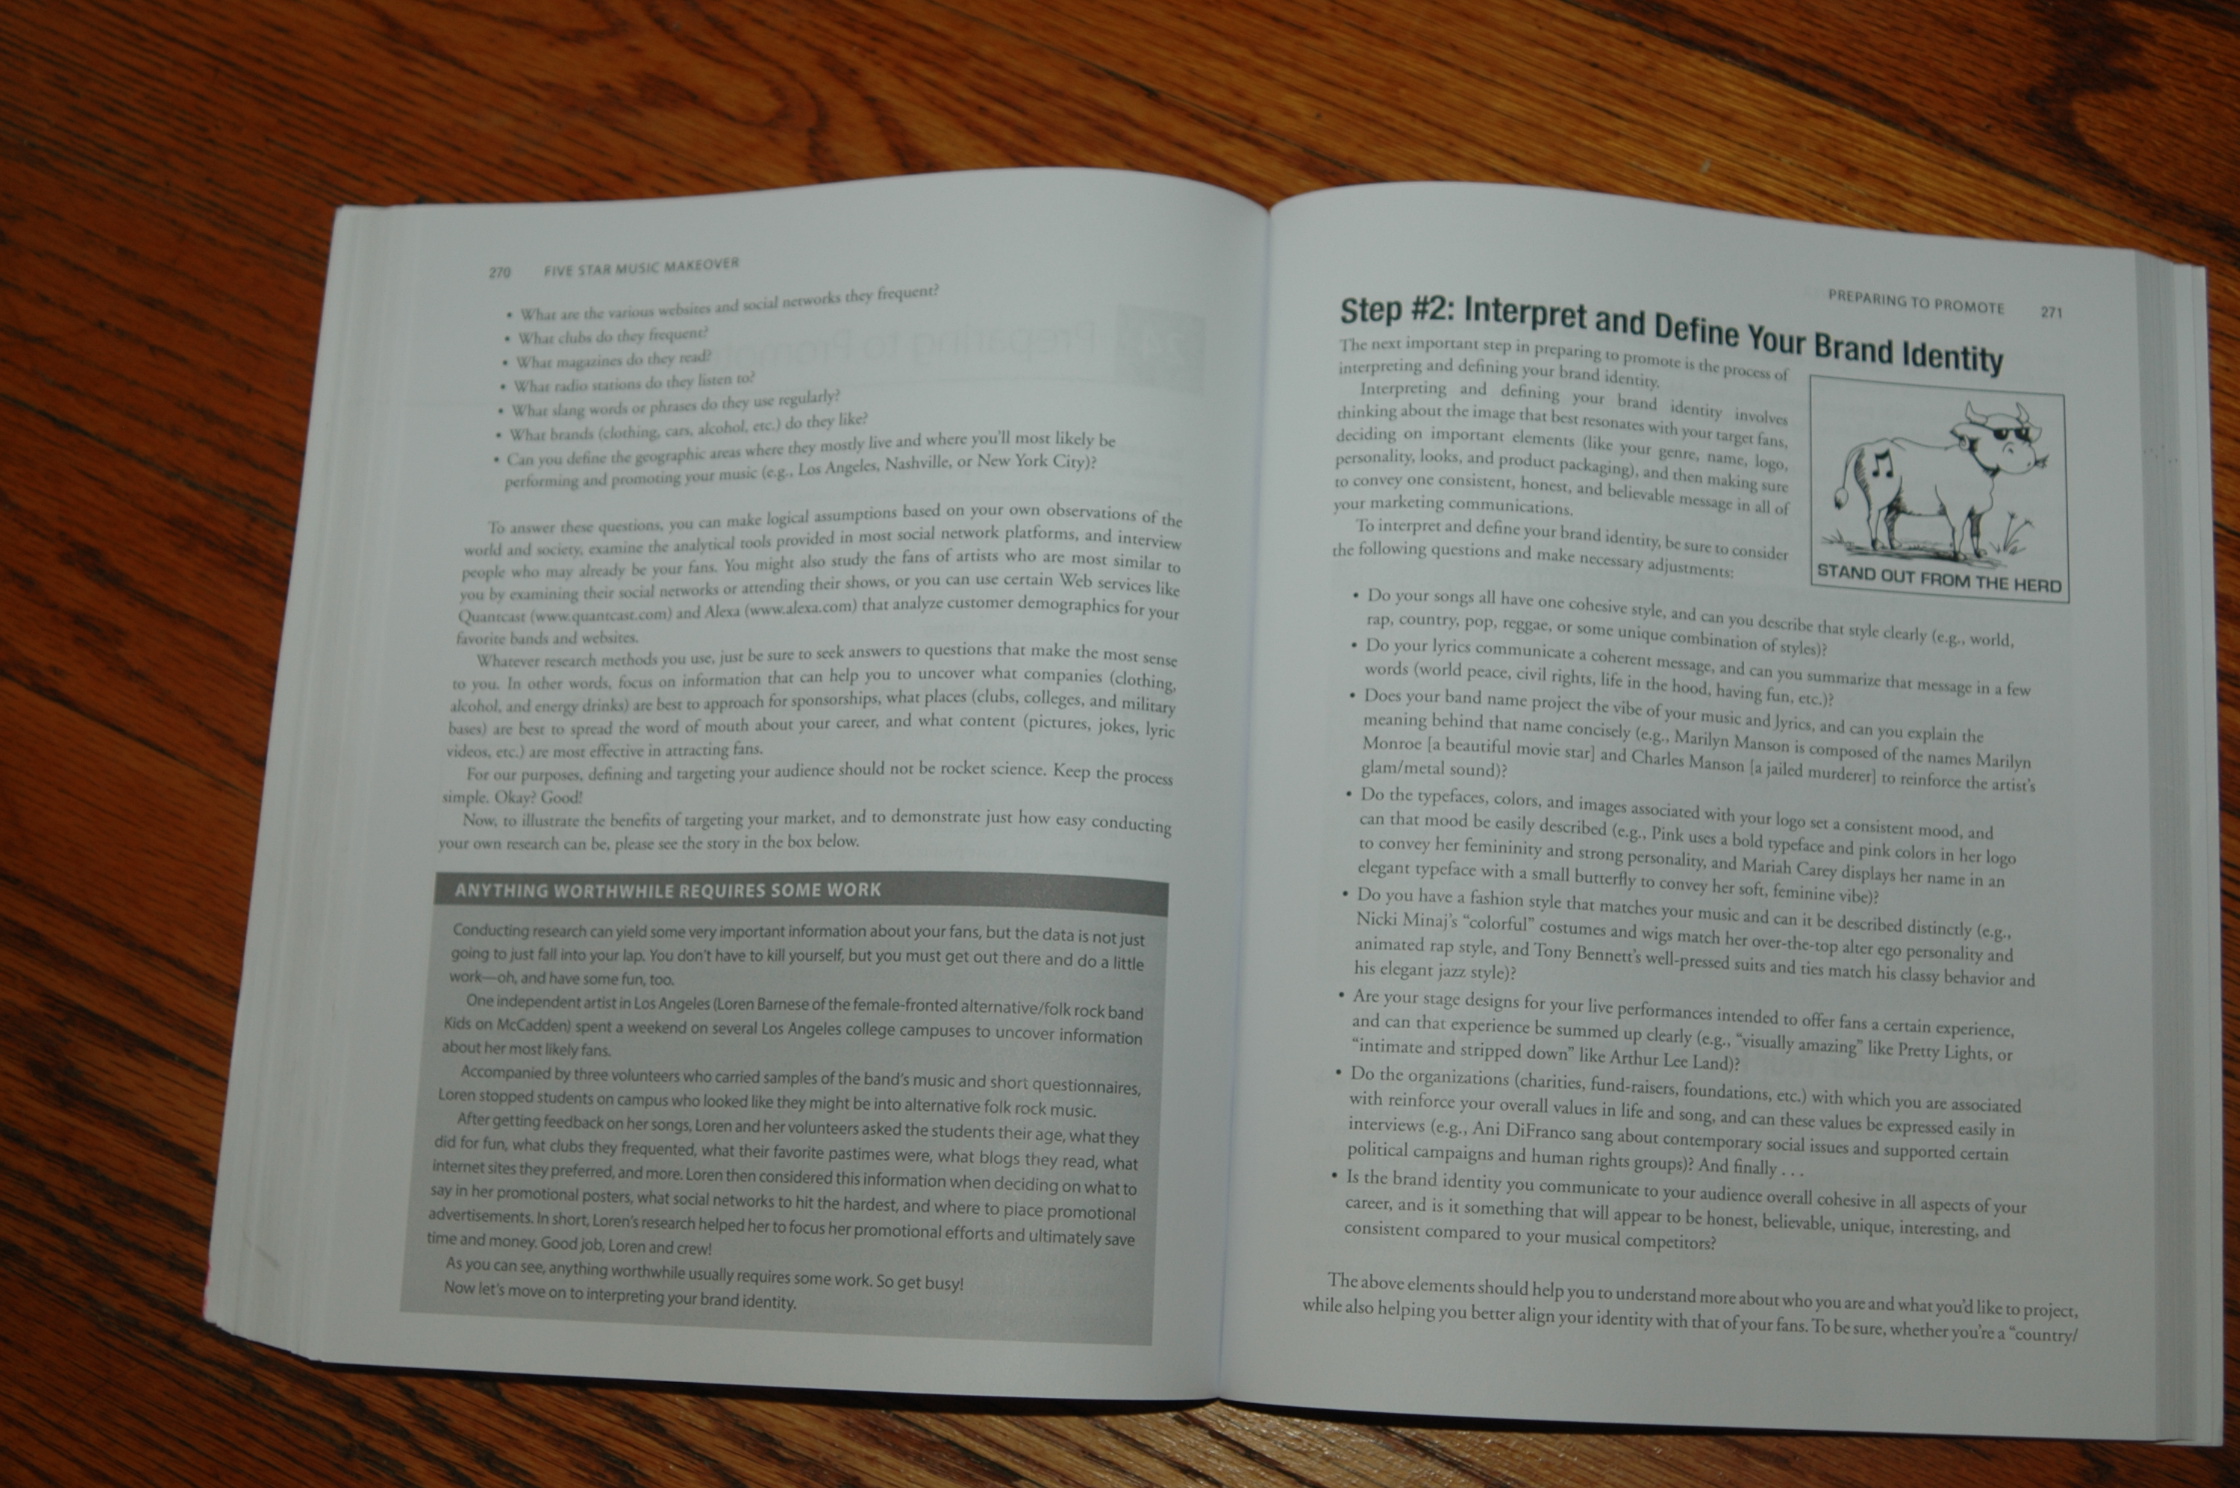 270 FIVE STAR MUSIC MAKEOVER
• What are the various websites and social networks they frequent?
• What clubs do they frequent?
• What magazines do they read?
• What radio stations do they listen to?
• What slang words or phrases do they use regularly?
• What brands (clothing, cars, alcohol, etc.) do they like?
• Can you define the geographic areas where they mostly live and where you'll most likely be
performing and promoting your music (e.g., Los Angeles, Nashville, or New York City)?
To answer these questions, you can make logical assumptions based on your own observations of the
world and society, examine the analytical tools provided in most social network platforms, and interview
people who may already be your fans. You might also study the fans of artists who are most similar to
you by examining their social networks or attending their shows, or you can use certain Web services like
Quantcast (www.quantcast.com) and Alexa (www.alexa.com) that analyze customer demographics for your
favorite bands and websites.
Whatever research methods you use, just be sure to seek answers to questions that make the most sense
to you. In other words, focus on information that can help you to uncover what companies (clothing,
alcohol, and energy drinks) are best to approach for sponsorships, what places (clubs, colleges, and military
bases) are best to spread the word of mouth about your career, and what content (pictures, jokes, lyric
videos, etc.) are most effective in attracting fans.
For our purposes, defining and targeting your audience should not be rocket science. Keep the process
simple. Okay? Good!
Now, to illustrate the benefits of targeting your market, and to demonstrate just how easy conducting
your own research can be, please see the story in the box below.
ANYTHING WORTHWHILE REQUIRES SOME WORK
Conducting research can yield some very important information about your fans, but the data is not just
going to just fall into your lap. You don't have to kill yourself, but you must get out there and do a little
work—oh, and have some fun, too.
One independent artist in Los Angeles (Loren Barnese of the female-fronted alternative/folk rock band
Kids on McCadden) spent a weekend on several Los Angeles college campuses to uncover information
about her most likely fans.
Accompanied by three volunteers who carried samples of the band's music and short questionnaires,
Loren stopped students on campus who looked like they might be into alternative folk rock music.
After getting feedback on her songs, Loren and her volunteers asked the students their age, what they
did for fun, what clubs they frequented, what their favorite pastimes were, what blogs they read, what
internet sites they preferred, and more. Loren then considered this information when deciding on what to
say in her promotional posters, what social networks to hit the hardest, and where to place promotional
advertisements. In short, Loren's research helped her to focus her promotional efforts and ultimately save
time and money. Good job, Loren and crew!
As you can see, anything worthwhile usually requires some work. So get busy!
Now let's move on to interpreting your brand identity.
PREPARING TO PROMOTE 271
Step #2: Interpret and Define Your Brand Identity
The next important step in preparing to promote is the process of
interpreting and defining your brand identity.
Interpreting and defining your brand identity involves
thinking about the image that best resonates with your target fans,
deciding on important elements (like your genre, name, logo,
personality, looks, and product packaging), and then making sure
to convey one consistent, honest, and believable message in all of
your marketing communications.
To interpret and define your brand identity, be sure to consider
the following questions and make necessary adjustments:
STAND OUT FROM THE HERD
• Do your songs all have one cohesive style, and can you describe that style clearly (e.g., world,
rap, country, pop, reggae, or some unique combination of styles)?
• Do your lyrics communicate a coherent message, and can you summarize that message in a few
words (world peace, civil rights, life in the hood, having fun, etc.)?
• Does your band name project the vibe of your music and lyrics, and can you explain the
meaning behind that name concisely (e.g., Marilyn Manson is composed of the names Marilyn
Monroe [a beautiful movie star] and Charles Manson [a jailed murderer] to reinforce the artist's
glam/metal sound)?
• Do the typefaces, colors, and images associated with your logo set a consistent mood, and
can that mood be easily described (e.g., Pink uses a bold typeface and pink colors in her logo
to convey her femininity and strong personality, and Mariah Carey displays her name in an
elegant typeface with a small butterfly to convey her soft, feminine vibe)?
• Do you have a fashion style that matches your music and can it be described distinctly (e.g.,
Nicki Minaj's "colorful" costumes and wigs match her over-the-top alter ego personality and
animated rap style, and Tony Bennett's well-pressed suits and ties match his classy behavior and
his elegant jazz style)?
• Are your stage designs for your live performances intended to offer fans a certain experience,
and can that experience be summed up clearly (e.g., "visually amazing" like Pretty Lights, or
"intimate and stripped down" like Arthur Lee Land)?
• Do the organizations (charities, fund-raisers, foundations, etc.) with which you are associated
with reinforce your overall values in life and song, and can these values be expressed easily in
interviews (e.g., Ani DiFranco sang about contemporary social issues and supported certain
political campaigns and human rights groups)? And finally . . .
• Is the brand identity you communicate to your audience overall cohesive in all aspects of your
career, and is it something that will appear to be honest, believable, unique, interesting, and
consistent compared to your musical competitors?
The above elements should help you to understand more about who you are and what you'd like to project,
while also helping you better align your identity with that of your fans. To be sure, whether you're a "country/